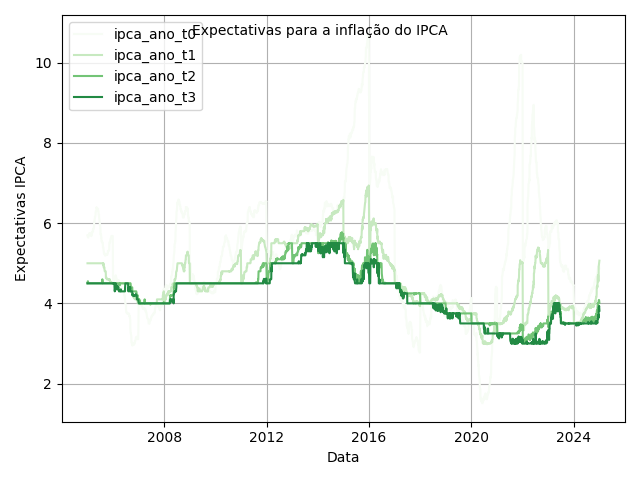 Expectativas para a inflação do IPCA
ipca_ano_t0
ipca_ano_t1
ipca_ano_t2
ipca_ano_t3
Expectativas IPCA
10
8
6
4
2
2008 2012 2016 2020 2024
Data